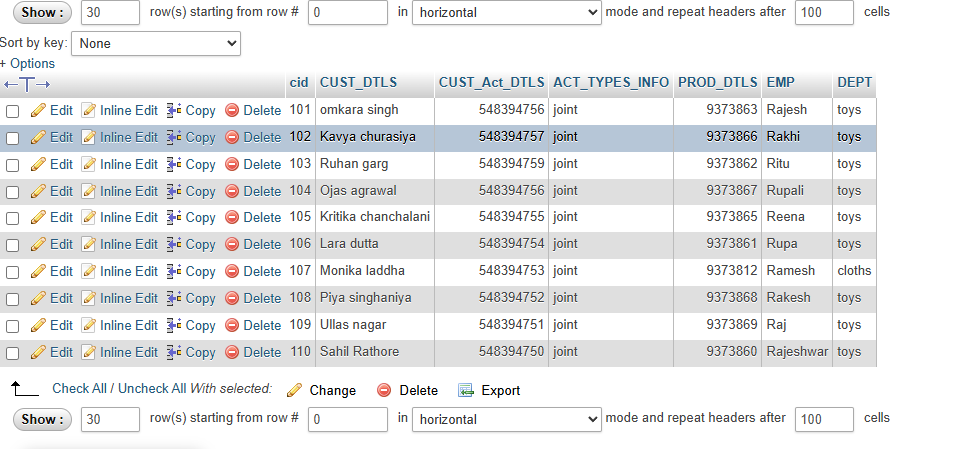 Show : 30 row(s) starting from row # 0 in horizontal mode and repeat headers after 100 cells
Sort by key: None
+ Options
←T→ cid CUST_DTLS CUST_Act_DTLS ACT_TYPES_INFO PROD_DTLS EMP DEPT
Edit Inline Edit Copy Delete 101 omkara singh 548394756 joint 9373863 Rajesh toys
Edit Inline Edit Copy Delete 102 Kavya churasiya 548394757 joint 9373866 Rakhi toys
Edit Inline Edit Copy Delete 103 Ruhan garg 548394759 joint 9373862 Ritu toys
Edit Inline Edit Copy Delete 104 Ojas agrawal 548394756 joint 9373867 Rupali toys
Edit Inline Edit Copy Delete 105 Kritika chanchalani 548394755 joint 9373865 Reena toys
Edit Inline Edit Copy Delete 106 Lara dutta 548394754 joint 9373861 Rupa toys
Edit Inline Edit Copy Delete 107 Monika laddha 548394753 joint 9373812 Ramesh cloths
Edit Inline Edit Copy Delete 108 Piya singhaniya 548394752 joint 9373868 Rakesh toys
Edit Inline Edit Copy Delete 109 Ullas nagar 548394751 joint 9373869 Raj toys
Edit Inline Edit Copy Delete 110 Sahil Rathore 548394750 joint 9373860 Rajeshwar toys
Check All / Uncheck All With selected: Change Delete Export
Show : 30 row(s) starting from row # 0 in horizontal mode and repeat headers after 100 cells